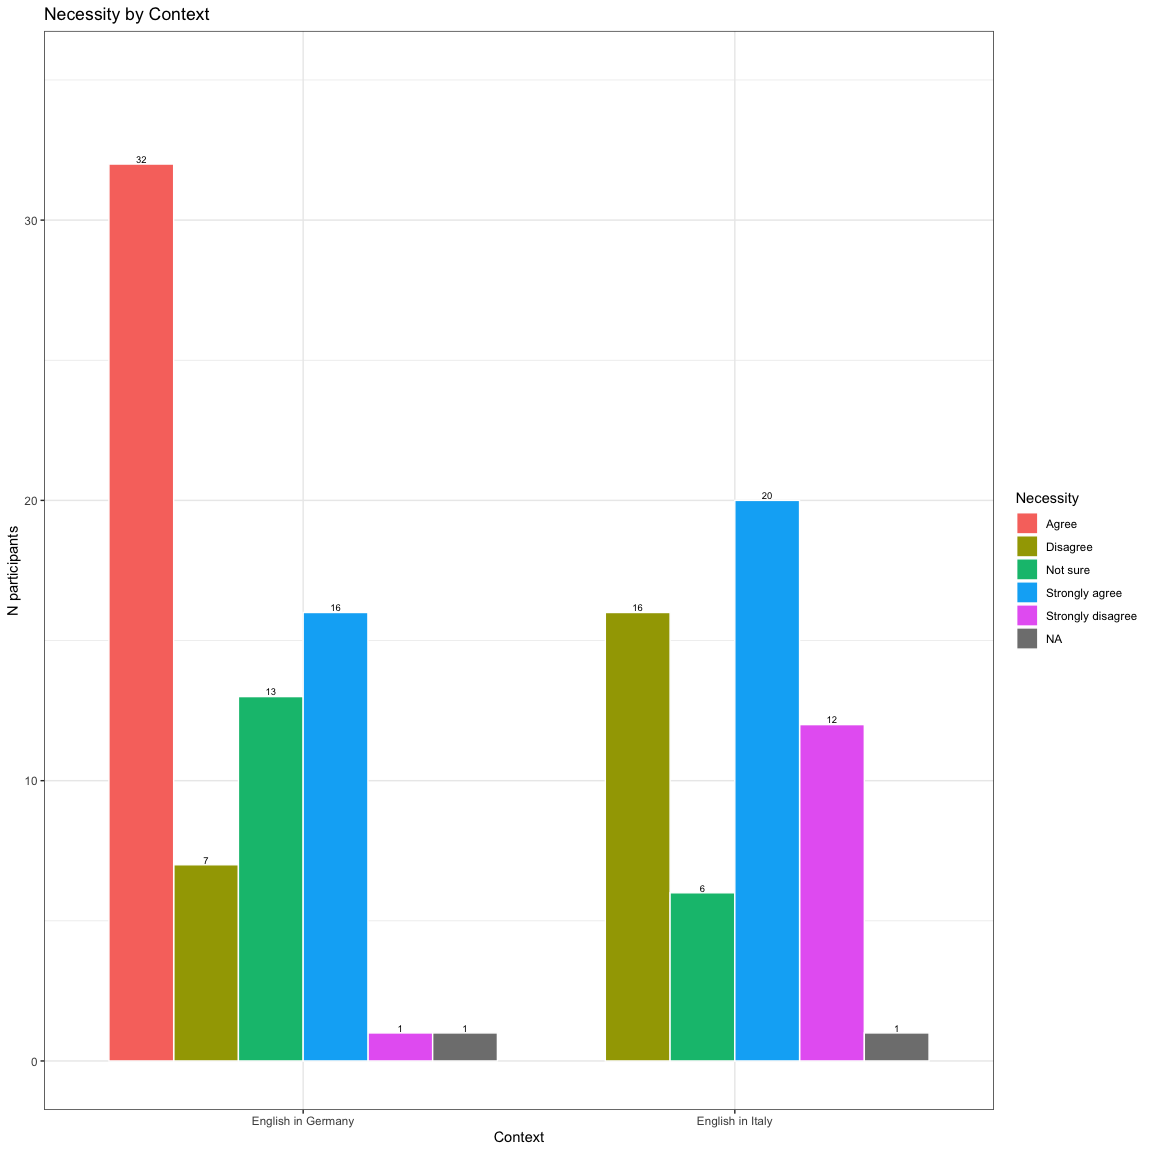 Necessity by Context
32
30
20
20
16
16
N participants
13
12
10
7
6
1
1
1
0
English in Germany
English in Italy
Context
Necessity
Agree
Disagree
Not sure
Strongly agree
Strongly disagree
NA